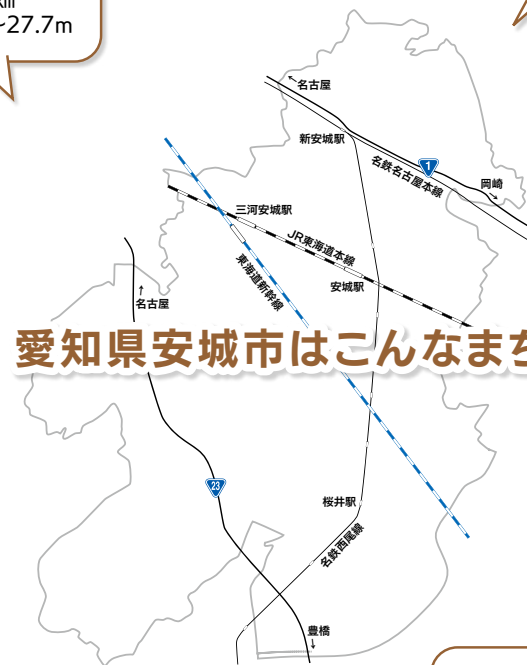 ~27.7m
名古屋
新安城駅
1
名鉄名古屋本線
岡崎
三河安城駅
JR東海道本線
東海道新幹線
安城駅
名古屋
愛知県安城市はこんなまち
23
桜井駅
名鉄西尾線
豊橋